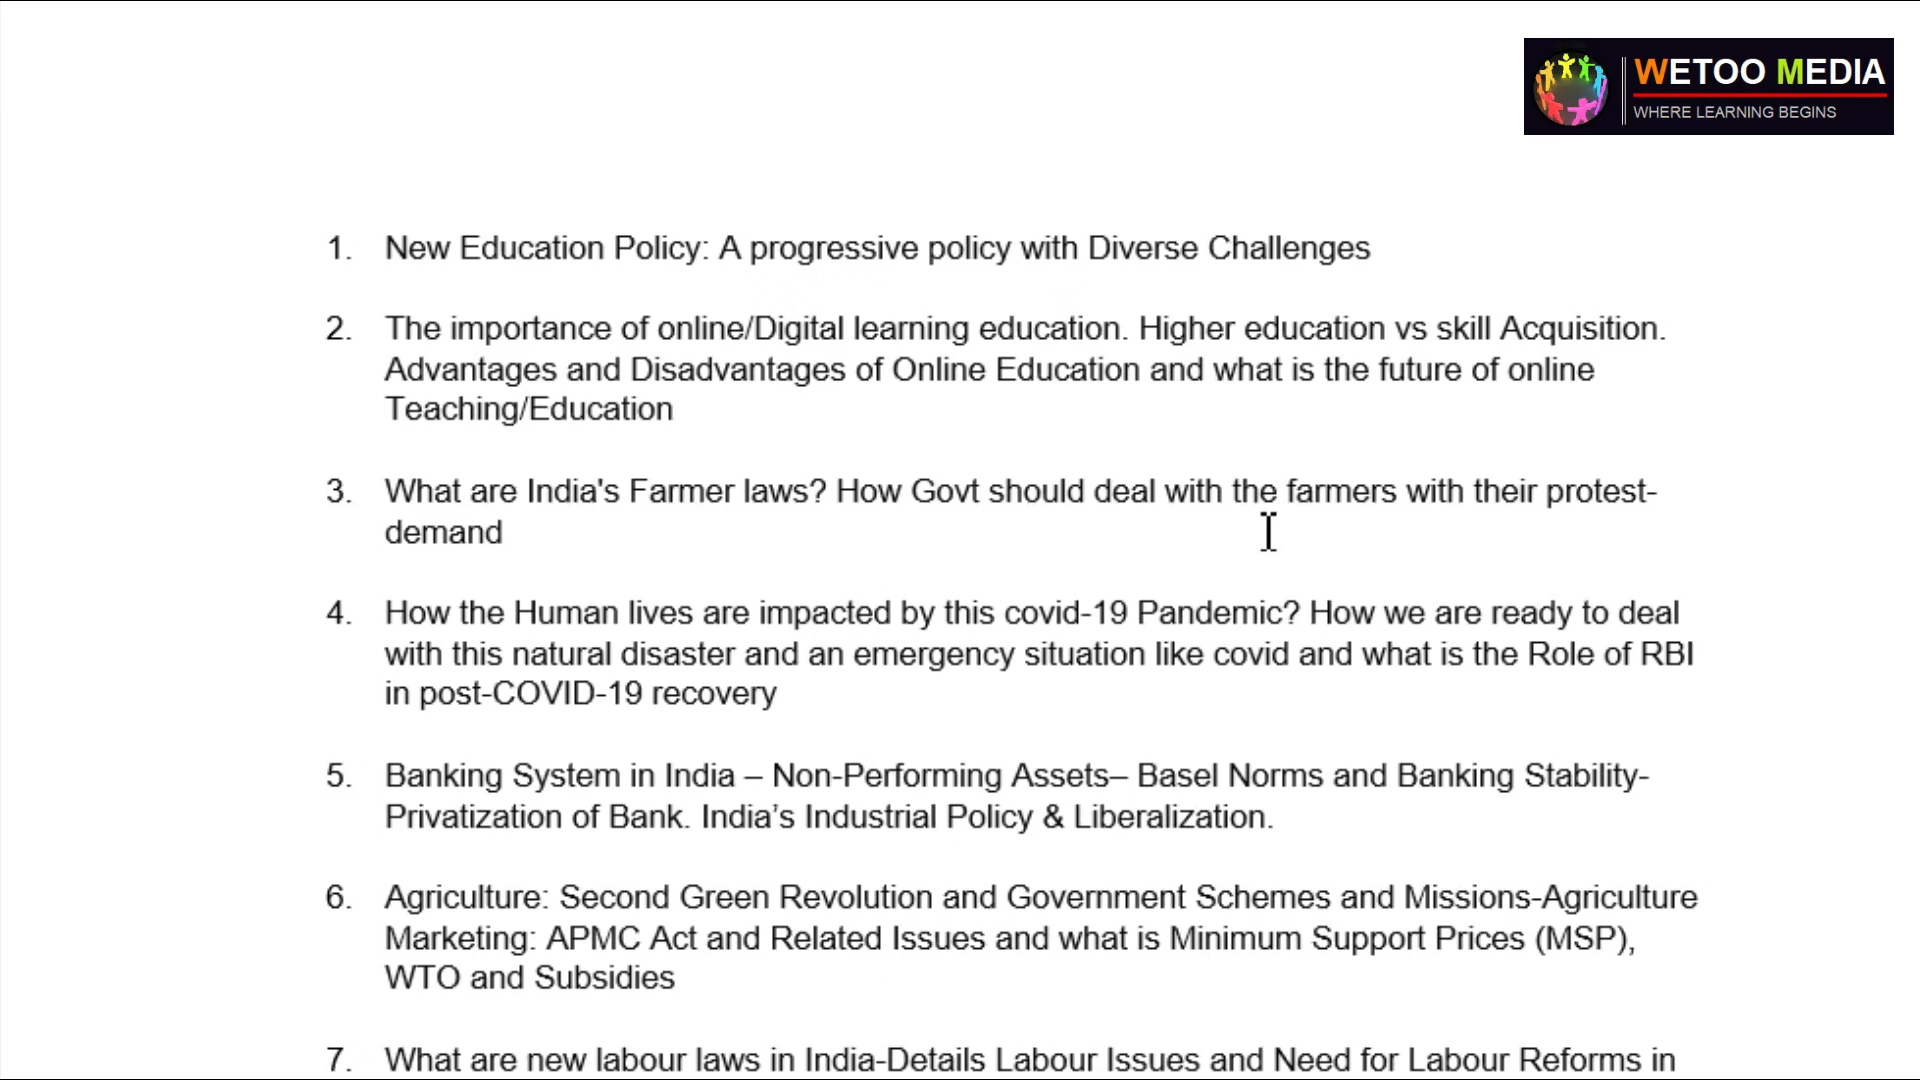 WETOO MEDIA
WHERE LEARNING BEGINS
1. New Education Policy: A progressive policy with Diverse Challenges
2. The importance of online/Digital learning education. Higher education vs skill Acquisition.
Advantages and Disadvantages of Online Education and what is the future of online
Teaching/Education
3. What are India's Farmer laws? How Govt should deal with the farmers with their protest-
demand
4. How the Human lives are impacted by this covid-19 Pandemic? How we are ready to deal
with this natural disaster and an emergency situation like covid and what is the Role of RBI
in post-COVID-19 recovery
5. Banking System in India – Non-Performing Assets– Basel Norms and Banking Stability-
Privatization of Bank. India’s Industrial Policy & Liberalization.
6. Agriculture: Second Green Revolution and Government Schemes and Missions-Agriculture
Marketing: APMC Act and Related Issues and what is Minimum Support Prices (MSP),
WTO and Subsidies
7. What are new labour laws in India-Details Labour Issues and Need for Labour Reforms in